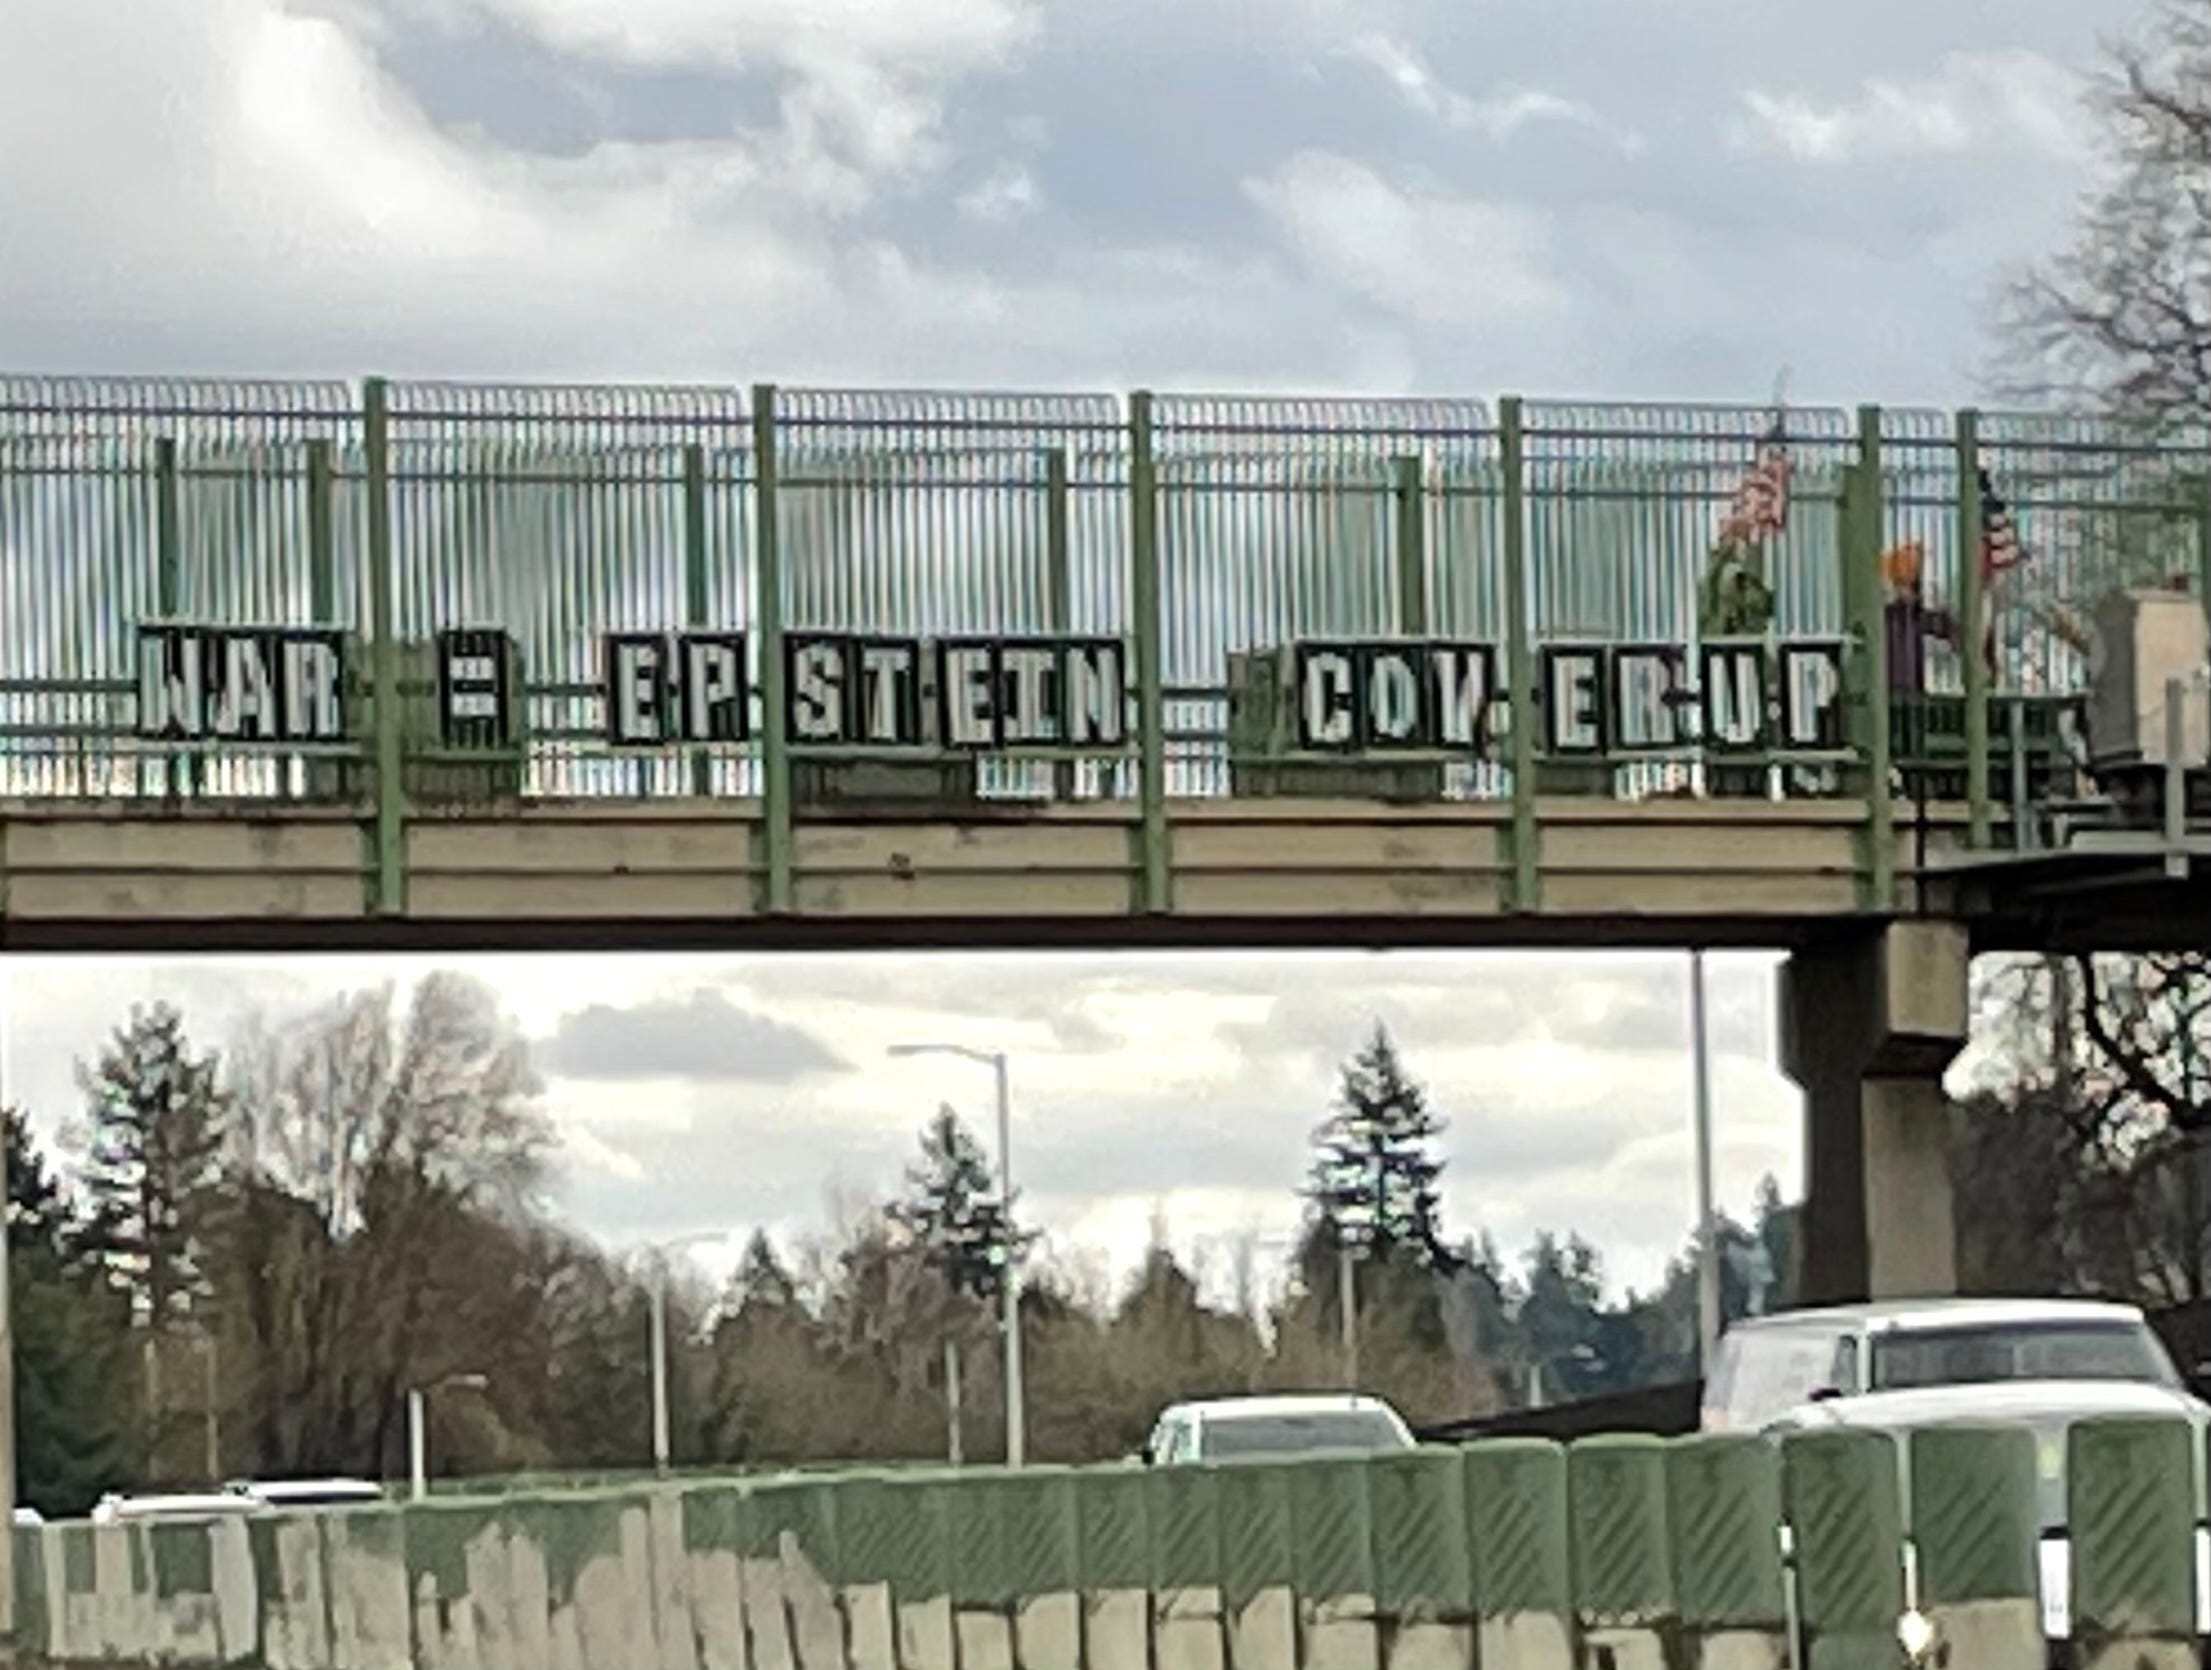 WAR = EPSTEIN COVERUP